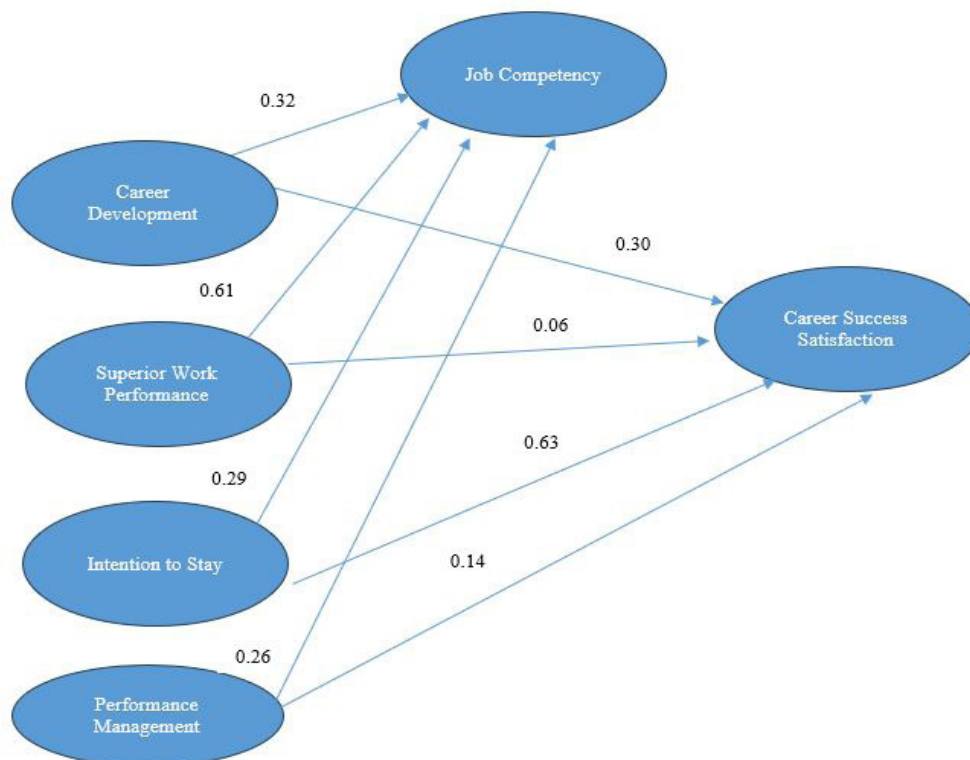 Job Competency
0.32
Career
Development
0.30
0.61
Career Success
Satisfaction
0.06
Superior Work
Performance
0.63
0.29
Intention to Stay
0.14
0.26
Performance
Management